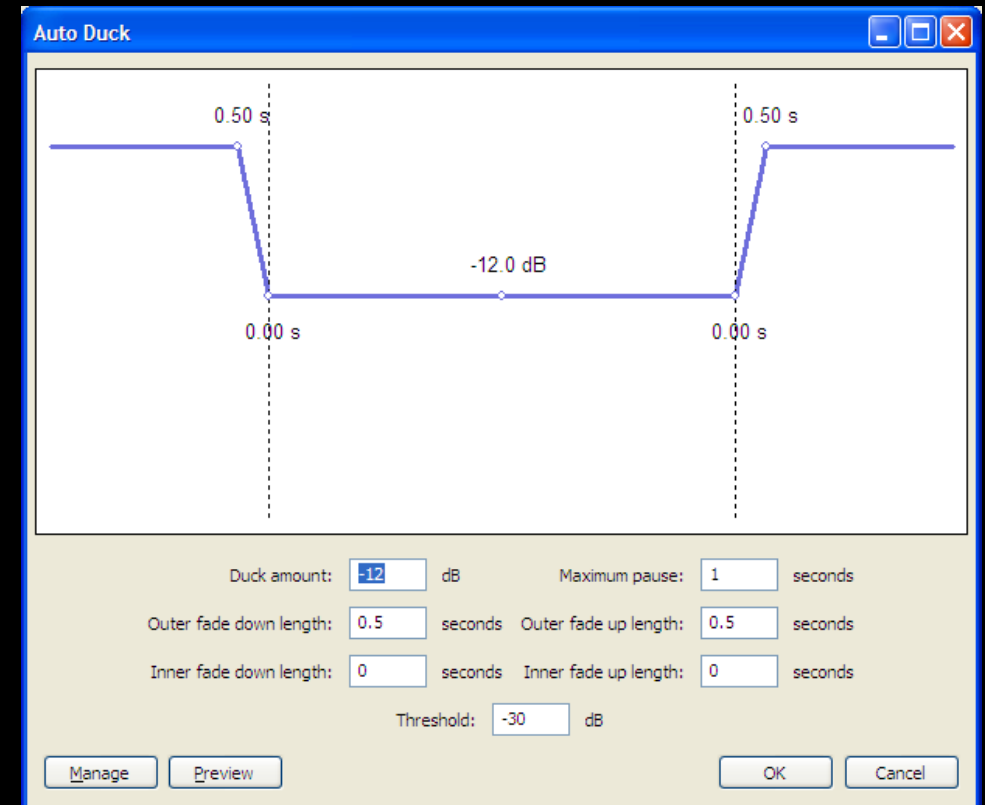 Auto Duck
0.50 s 0.50 s
-12.0 dB
0.00 s 0.00 s
Duck amount: -12 dB Maximum pause: 1 seconds
Outer fade down length: 0.5 seconds Outer fade up length: 0.5 seconds
Inner fade down length: 0 seconds Inner fade up length: 0 seconds
Threshold: -30 dB
Manage Preview OK Cancel